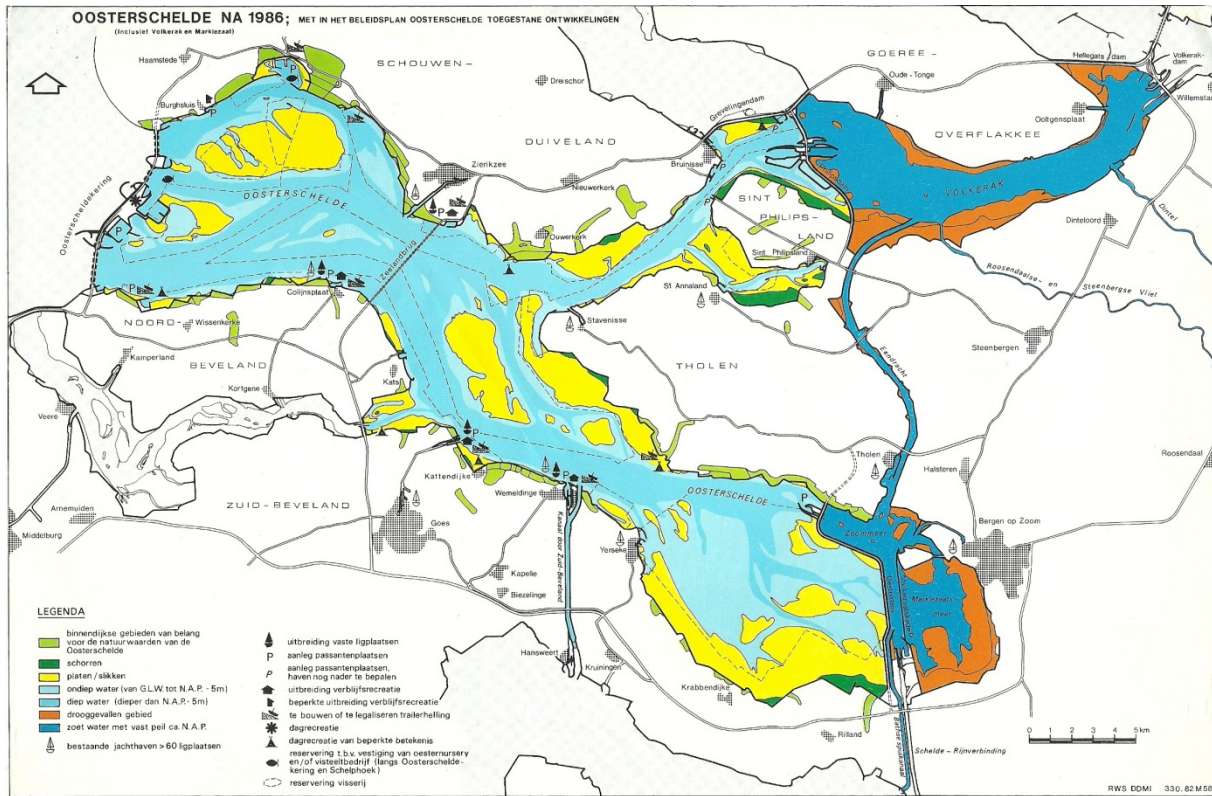 OOSTERSCHELDE NA 1986; MET IN HET BELEIDSPLAN OOSTERSCHELDE TOEGESTANE ONTWIKKELINGEN
(Inclusief Volkerak en Markiezaat)
Haamstede
SCHOUWEN-
Dreischor
GOEREE-
Oude-Tonge
Hellegatsdam
Volkerak-
dam
Willemstad
Burghsluis
Grevelingendam
Ooltgensplaat
OVERFLAKKEE
DUIVELAND
Bruinisse
Zierikzee
Nieuwerkerk
VOLKERAK
Oosterscheldekering
OOSTERSCHELDE
SINT
PHILIPS-
LAND
Dinteloord
Dintel
Ouwerkerk
Sint Philipsland
Zeelandbrug
Roosendaalse- en Steenbergse Vliet
Colijnsplaat
St Annaland
NOORD-
BEVELAND
Wissenkerke
Stavenisse
Steenbergen
Kamperland
Eendracht
THOLEN
Kats
Kortgene
Veere
Tholen
Halsteren
Roosendaal
Kattendijke
OOSTERSCHELDE
Wemeldinge
ZUID-BEVELAND
Arnemuiden
Middelburg
Goes
Zoommeer
Bergen op Zoom
Yerseke
Kanaal door Zuid-Beveland
Kapelle
Biezelinge
Markiezaats-
meer
Oesterdam
Markiezaatskade
Hansweert
Kruiningen
Krabbendijke
Rilland
Bathse spuikanaal
Schelde-Rijnverbinding
LEGENDA
binnendijkse gebieden van belang
voor de natuurwaarden van de
Oosterschelde
schorren
platen/slikken
ondiep water (van G.L.W. tot N.A.P. - 5m)
diep water (dieper dan N.A.P. - 5m)
drooggevallen gebied
zoet water met vast peil ca. N.A.P.
bestaande jachthaven > 60 ligplaatsen
uitbreiding vaste ligplaatsen
P aanleg passantenplaatsen
P aanleg passantenplaatsen,
haven nog nader te bepalen
uitbreiding verblijfsrecreatie
beperkte uitbreiding verblijfsrecreatie
te bouwen of te legaliseren trailerhelling
dagrecreatie
dagrecreatie van beperkte betekenis
reservering t.b.v. vestiging van oesternursery
en/of visteeltbedrijf (langs Oosterschelde-
kering en Schelphoek)
reservering visserij
0 1 2 3 4 5 km
RWS DDMI 330.82M58